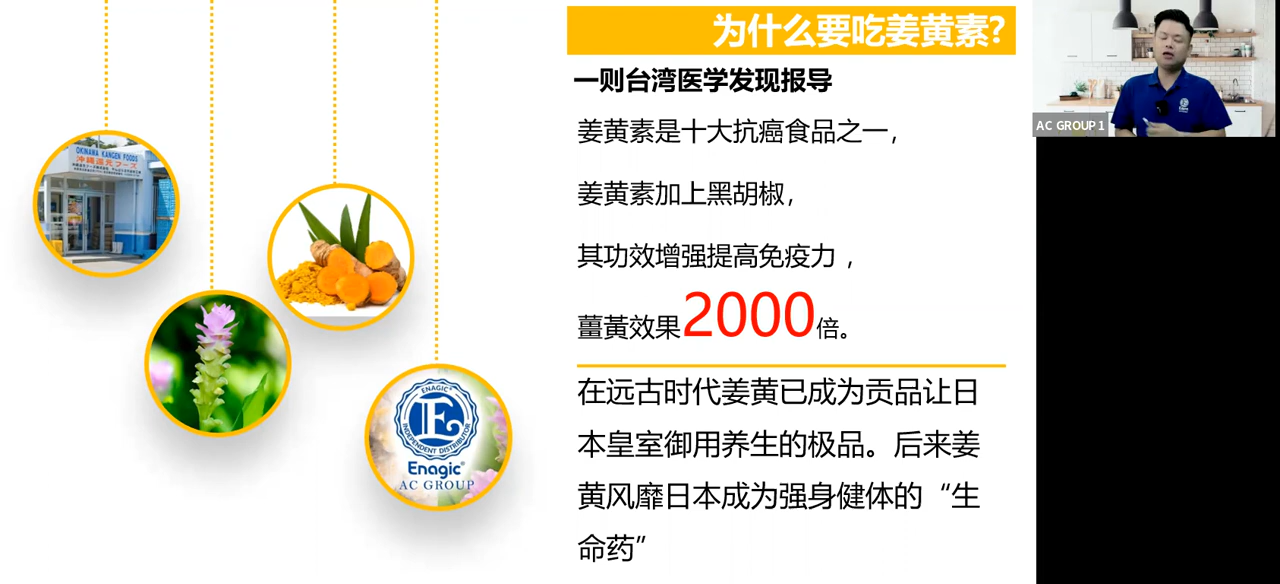 为什么要吃姜黄素?
一则台湾医学发现报导
姜黄素是十大抗癌食品之一，
姜黄素加上黑胡椒，
其功效增强提高免疫力，
薑黃效果2000倍。
在远古时代姜黄已成为贡品让日
本皇室御用养生的极品。后来姜
黄风靡日本成为强身健体的“生
命药”
OKINAWA KANGEN FOODS
沖縄還元フーズ
ENAGIC
E
INDEPENDENT DISTRIBUTOR
Enagic®
AC GROUP
AC GROUP 1